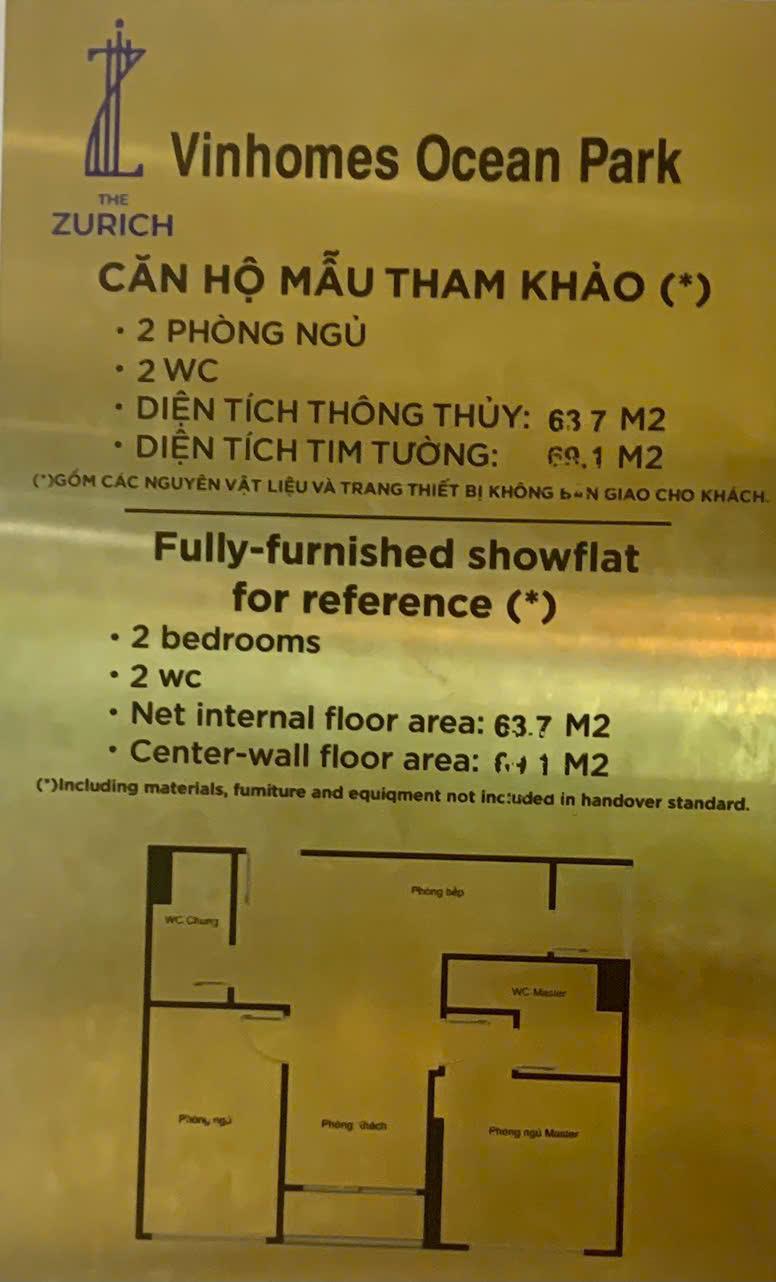 THE
ZURICH
Vinhomes Ocean Park
CĂN HỘ MẪU THAM KHẢO (*)
• 2 PHÒNG NGỦ
• 2 WC
• DIỆN TÍCH THÔNG THỦY: 63 7 M2
• DIỆN TÍCH TIM TƯỜNG: M2
(*)GỒM CÁC NGUYÊN VẬT LIỆU VÀ TRANG THIẾT BỊ KHÔNG GIAO CHO KHÁCH.
Fully-furnished showflat
for reference (*)
• 2 bedrooms
• 2 wc
• Net internal floor area: 63.7 M2
• Center-wall floor area: M2
(*)Including materials, fumiture and equiqment not included in handover standard.
Phòng bếp
WC Chung
WC Master
Phòng ngủ
Phòng khách
Phòng ngủ Master